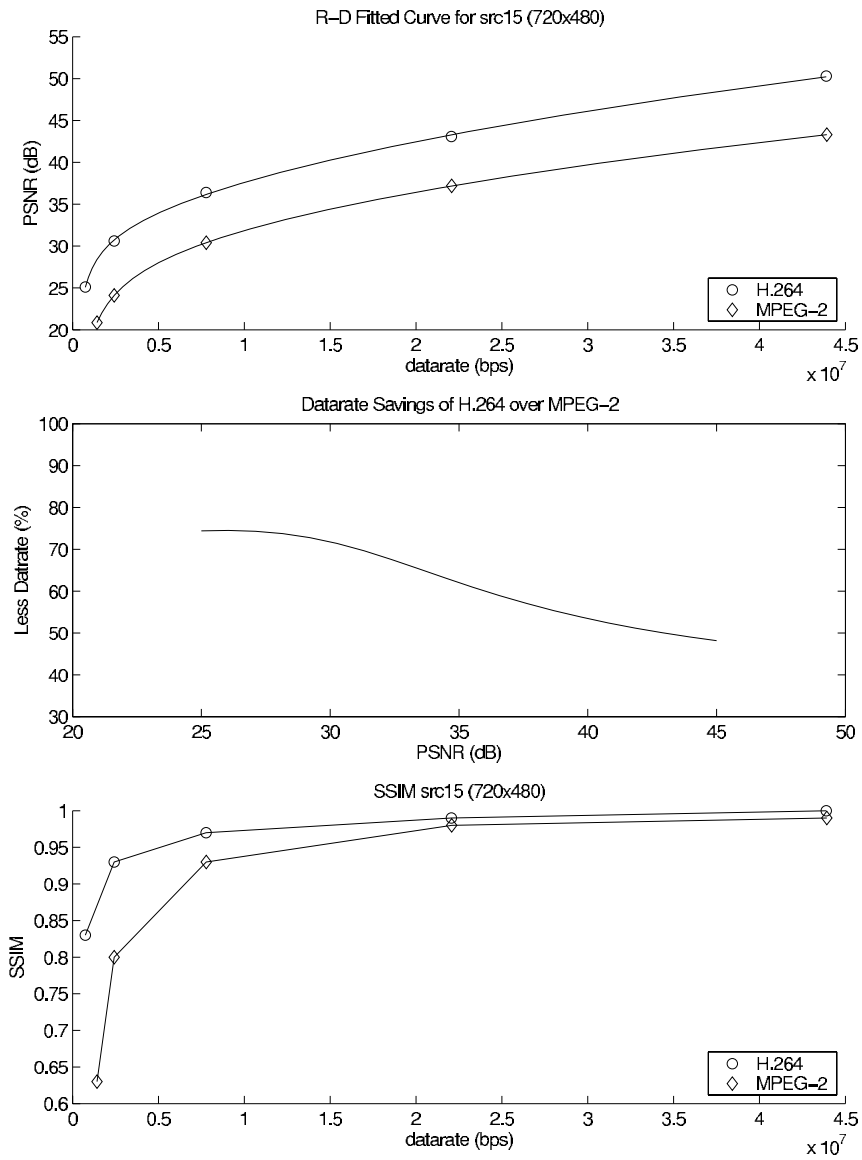 R–D Fitted Curve for src15 (720x480)
55
50
45
40
35
30
25
20
PSNR (dB)
H.264
MPEG–2
0 0.5 1 1.5 2 2.5 3 3.5 4 4.5
datarate (bps)
x 10^7
Datarate Savings of H.264 over MPEG–2
100
90
80
70
60
50
40
30
Less Datrate (%)
20 25 30 35 40 45 50
PSNR (dB)
SSIM src15 (720x480)
1
0.95
0.9
0.85
0.8
0.75
0.7
0.65
0.6
SSIM
H.264
MPEG–2
0 0.5 1 1.5 2 2.5 3 3.5 4 4.5
datarate (bps)
x 10^7